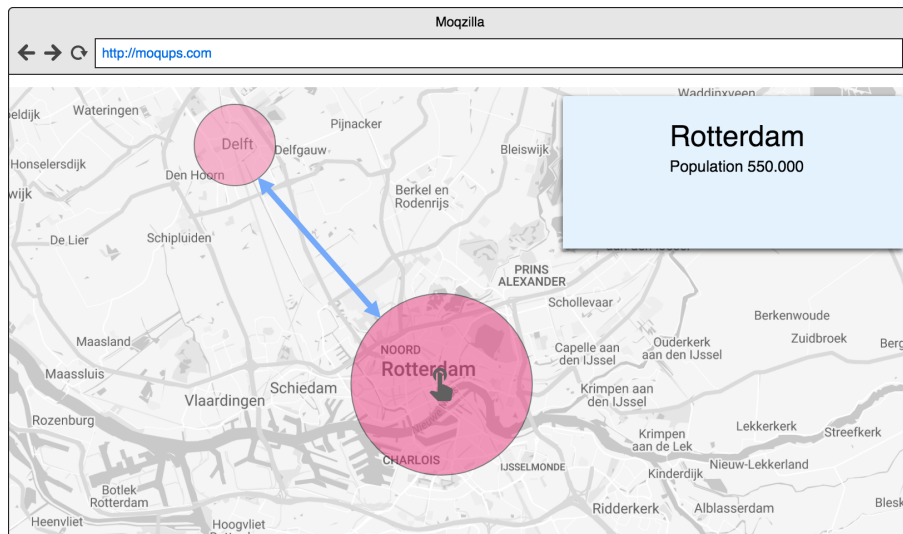 Moqzilla
http://moqups.com
Waddinxveen
Wateringen
Pijnacker
Delft
Delfgauw
Bleiswijk
Rotterdam
Population 550.000
Honselersdijk
Den Hoorn
Berkel en
Rodenrijs
De Lier
Schipluiden
PRINS
ALEXANDER
Schollevaar
Berkenwoude
Maasland
NOORD
Capelle aan
den IJssel
Ouderkerk
aan den IJssel
Zuidbroek
Maassluis
Rotterdam
Schiedam
Vlaardingen
Krimpen aan
den IJssel
Rozenburg
Krimpen
aan de Lek
Lekkerkerk
Streefkerk
CHARLOIS
IJSSELMONDE
Nieuw-Lekkerland
Kinderdijk
Botlek
Rotterdam
Ridderkerk
Alblasserdam
Heenvliet
Hoogvliet